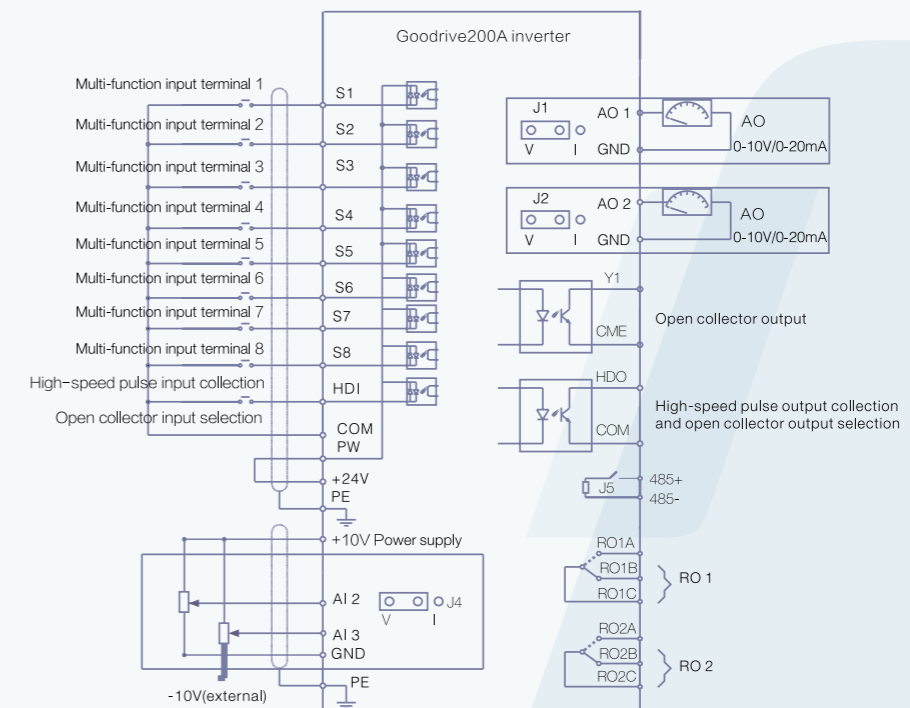 Goodrive200A inverter
Multi-function input terminal 1
S1
Multi-function input terminal 2
S2
Multi-function input terminal 3
S3
Multi-function input terminal 4
S4
Multi-function input terminal 5
S5
Multi-function input terminal 6
S6
Multi-function input terminal 7
S7
Multi-function input terminal 8
S8
High-speed pulse input collection
HDI
Open collector input selection
COM
PW
+24V
PE
+10V Power supply
AI 2
J4
V I
AI 3
GND
PE
-10V(external)
J1
V I
AO 1
GND
AO
0-10V/0-20mA
J2
V I
AO 2
GND
AO
0-10V/0-20mA
Y1
CME
Open collector output
HDO
COM
High-speed pulse output collection
and open collector output selection
J5
485+
485-
RO1A
RO1B
RO1C
RO 1
RO2A
RO2B
RO2C
RO 2